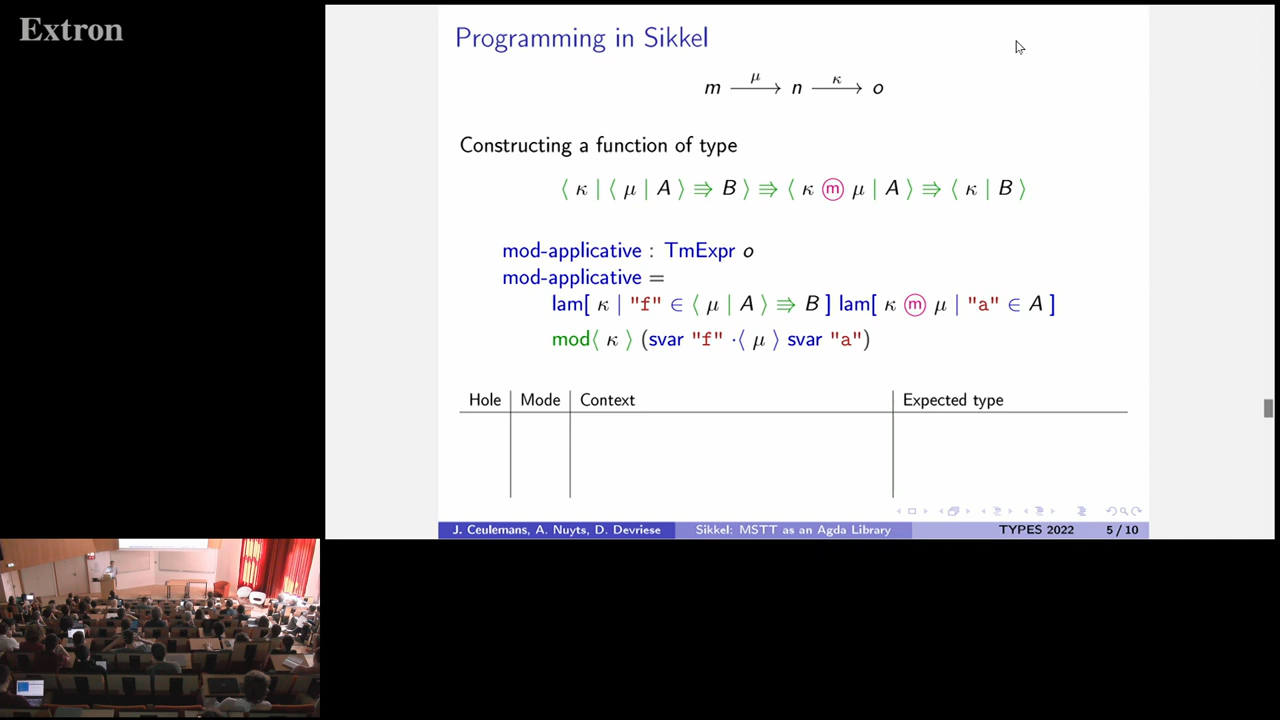 Extron
Programming in Sikkel
m —μ→ n —κ→ o
Constructing a function of type
⟨ κ | ⟨ μ | A ⟩ ⇛ B ⟩ ⇛ ⟨ κ ⓜ μ | A ⟩ ⇛ ⟨ κ | B ⟩
mod-applicative : TmExpr o
mod-applicative =
lam[ κ | "f" ∈ ⟨ μ | A ⟩ ⇛ B ] lam[ κ ⓜ μ | "a" ∈ A ]
mod⟨ κ ⟩ (svar "f" ·⟨ μ ⟩ svar "a")
Hole Mode Context Expected type
J. Ceulemans, A. Nuyts, D. Devriese Sikkel: MSTT as an Agda Library TYPES 2022 5 / 10